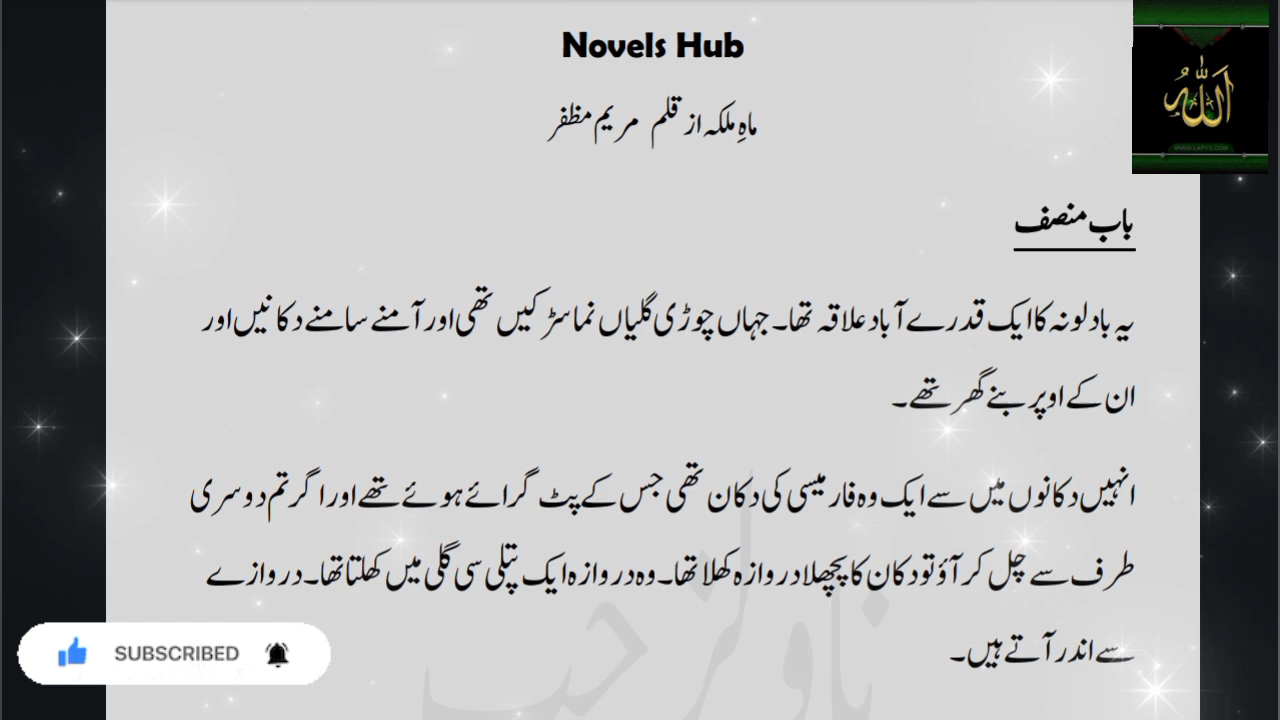 Novels Hub
ماہِ ملکہ از قلم مریم مظفر
باب منصف
یہ بادلونہ کا ایک قدرے آباد علاقہ تھا۔ جہاں چوڑی گلیاں نما سڑکیں تھی اور آمنے سامنے دکانیں اور
ان کے اوپر بنے گھر تھے۔
انہیں دکانوں میں سے ایک وہ فارمیسی کی دکان تھی جس کے پٹ گرائے ہوئے تھے اور اگر تم دوسری
طرف سے چل کر آؤ تو دکان کا پچھلا دروازہ کھلا تھا۔ وہ دروازہ ایک پتلی سی گلی میں کھلتا تھا۔ دروازے
سے اندر آتے ہیں۔
ناولز حب
SUBSCRIBED
اللہ